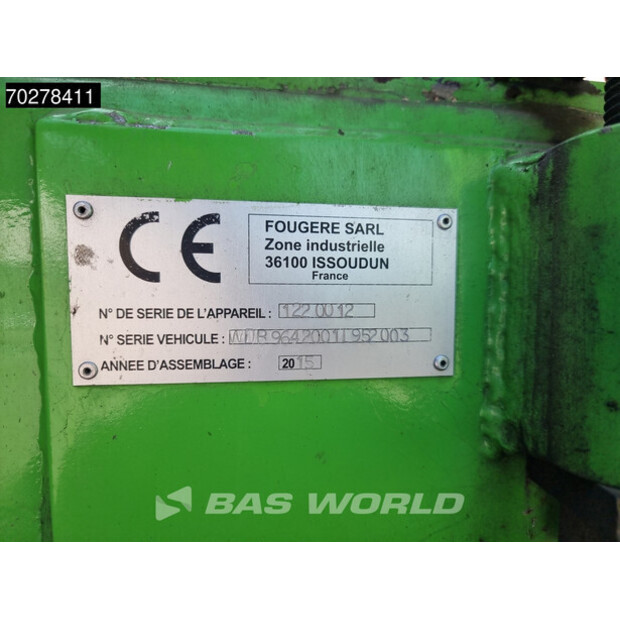 70278411
CE
FOUGERE SARL
Zone industrielle
36100 ISSOUDUN
France
N° DE SERIE DE L'APPAREIL : 122 0012
N° SERIE VEHICULE :
ANNEE D'ASSEMBLAGE : 2015
BAS WORLD